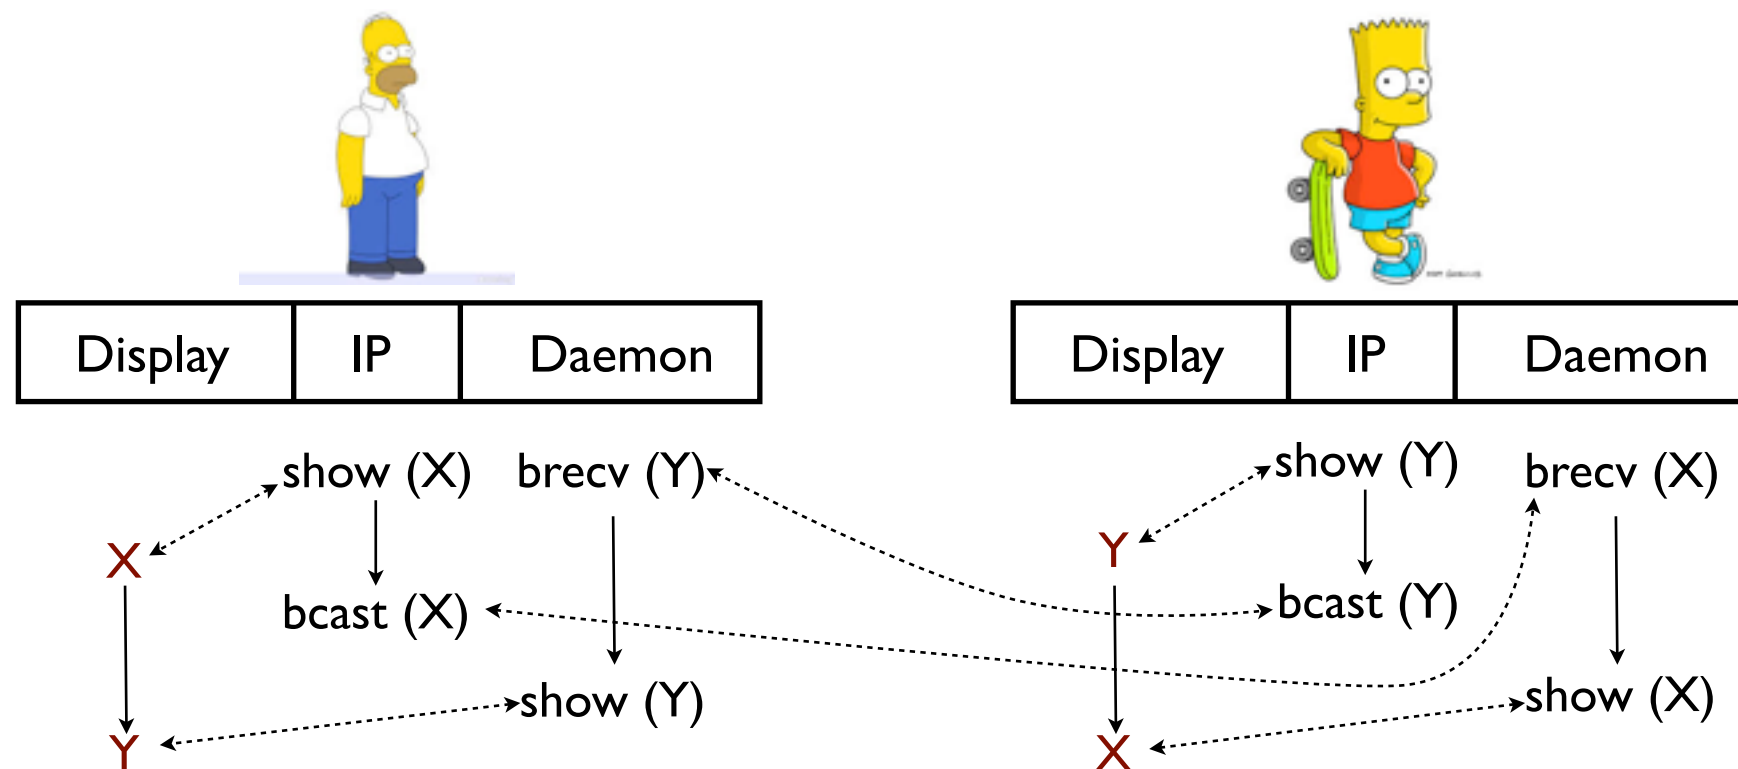 Display IP Daemon
show (X) brecv (Y)
X
bcast (X)
show (Y)
Y
Display IP Daemon
show (Y) brecv (X)
Y
bcast (Y)
show (X)
X